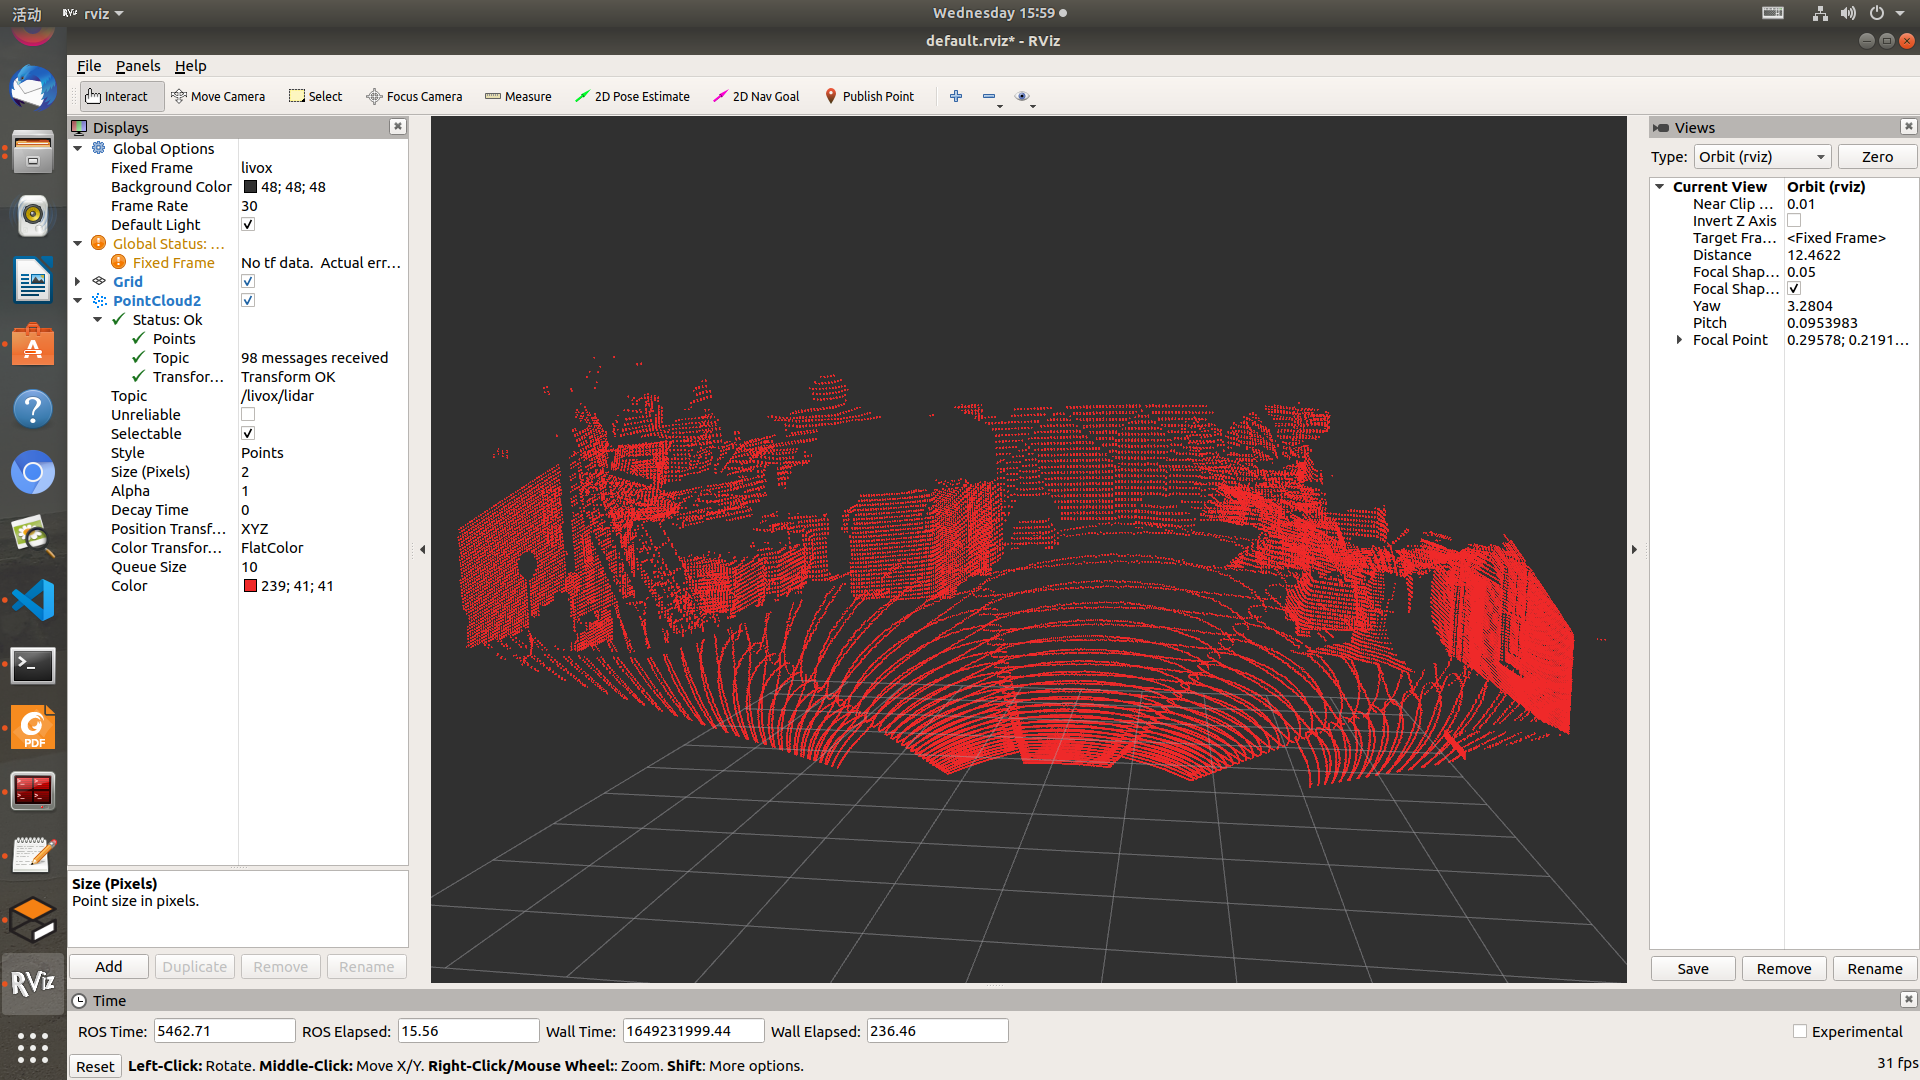 活动
RViz rviz
Wednesday 15:59
default.rviz* - RViz
File Panels Help
Interact Move Camera Select Focus Camera Measure 2D Pose Estimate 2D Nav Goal Publish Point
Displays
Global Options
Fixed Frame livox
Background Color 48; 48; 48
Frame Rate 30
Default Light
Global Status: ...
Fixed Frame No tf data.  Actual err...
Grid
PointCloud2
Status: Ok
Points
Topic 98 messages received
Transfor... Transform OK
Topic /livox/lidar
Unreliable
Selectable
Style Points
Size (Pixels) 2
Alpha 1
Decay Time 0
Position Transf... XYZ
Color Transfor... FlatColor
Queue Size 10
Color 239; 41; 41
Size (Pixels)
Point size in pixels.
Add Duplicate Remove Rename
Views
Type: Orbit (rviz) Zero
Current View Orbit (rviz)
Near Clip ... 0.01
Invert Z Axis
Target Fra... <Fixed Frame>
Distance 12.4622
Focal Shap... 0.05
Focal Shap...
Yaw 3.2804
Pitch 0.0953983
Focal Point 0.29578; 0.2191...
Save Remove Rename
PDF
RViz
Time
ROS Time: 5462.71 ROS Elapsed: 15.56 Wall Time: 1649231999.44 Wall Elapsed: 236.46 Experimental
Reset Left-Click: Rotate. Middle-Click: Move X/Y. Right-Click/Mouse Wheel:: Zoom. Shift: More options. 31 fps